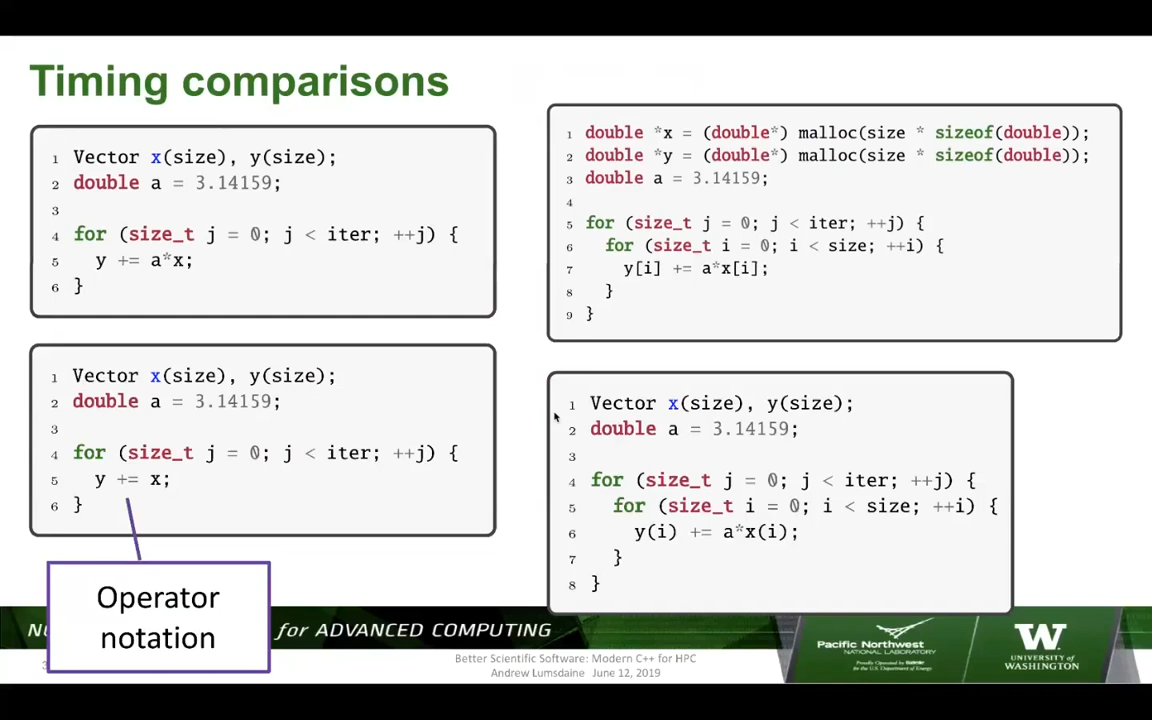 Timing comparisons
1 Vector x(size), y(size);
2 double a = 3.14159;
3
4 for (size_t j = 0; j < iter; ++j) {
5 y += a*x;
6 }
1 Vector x(size), y(size);
2 double a = 3.14159;
3
4 for (size_t j = 0; j < iter; ++j) {
5 y += x;
6 }
Operator
notation
1 double *x = (double*) malloc(size * sizeof(double));
2 double *y = (double*) malloc(size * sizeof(double));
3 double a = 3.14159;
4
5 for (size_t j = 0; j < iter; ++j) {
6 for (size_t i = 0; i < size; ++i) {
7 y[i] += a*x[i];
8 }
9 }
1 Vector x(size), y(size);
2 double a = 3.14159;
3
4 for (size_t j = 0; j < iter; ++j) {
5 for (size_t i = 0; i < size; ++i) {
6 y(i) += a*x(i);
7 }
8 }
for ADVANCED COMPUTING
Better Scientific Software: Modern C++ for HPC
Andrew Lumsdaine June 12, 2019
Pacific Northwest
NATIONAL LABORATORY
W
UNIVERSITY of
WASHINGTON